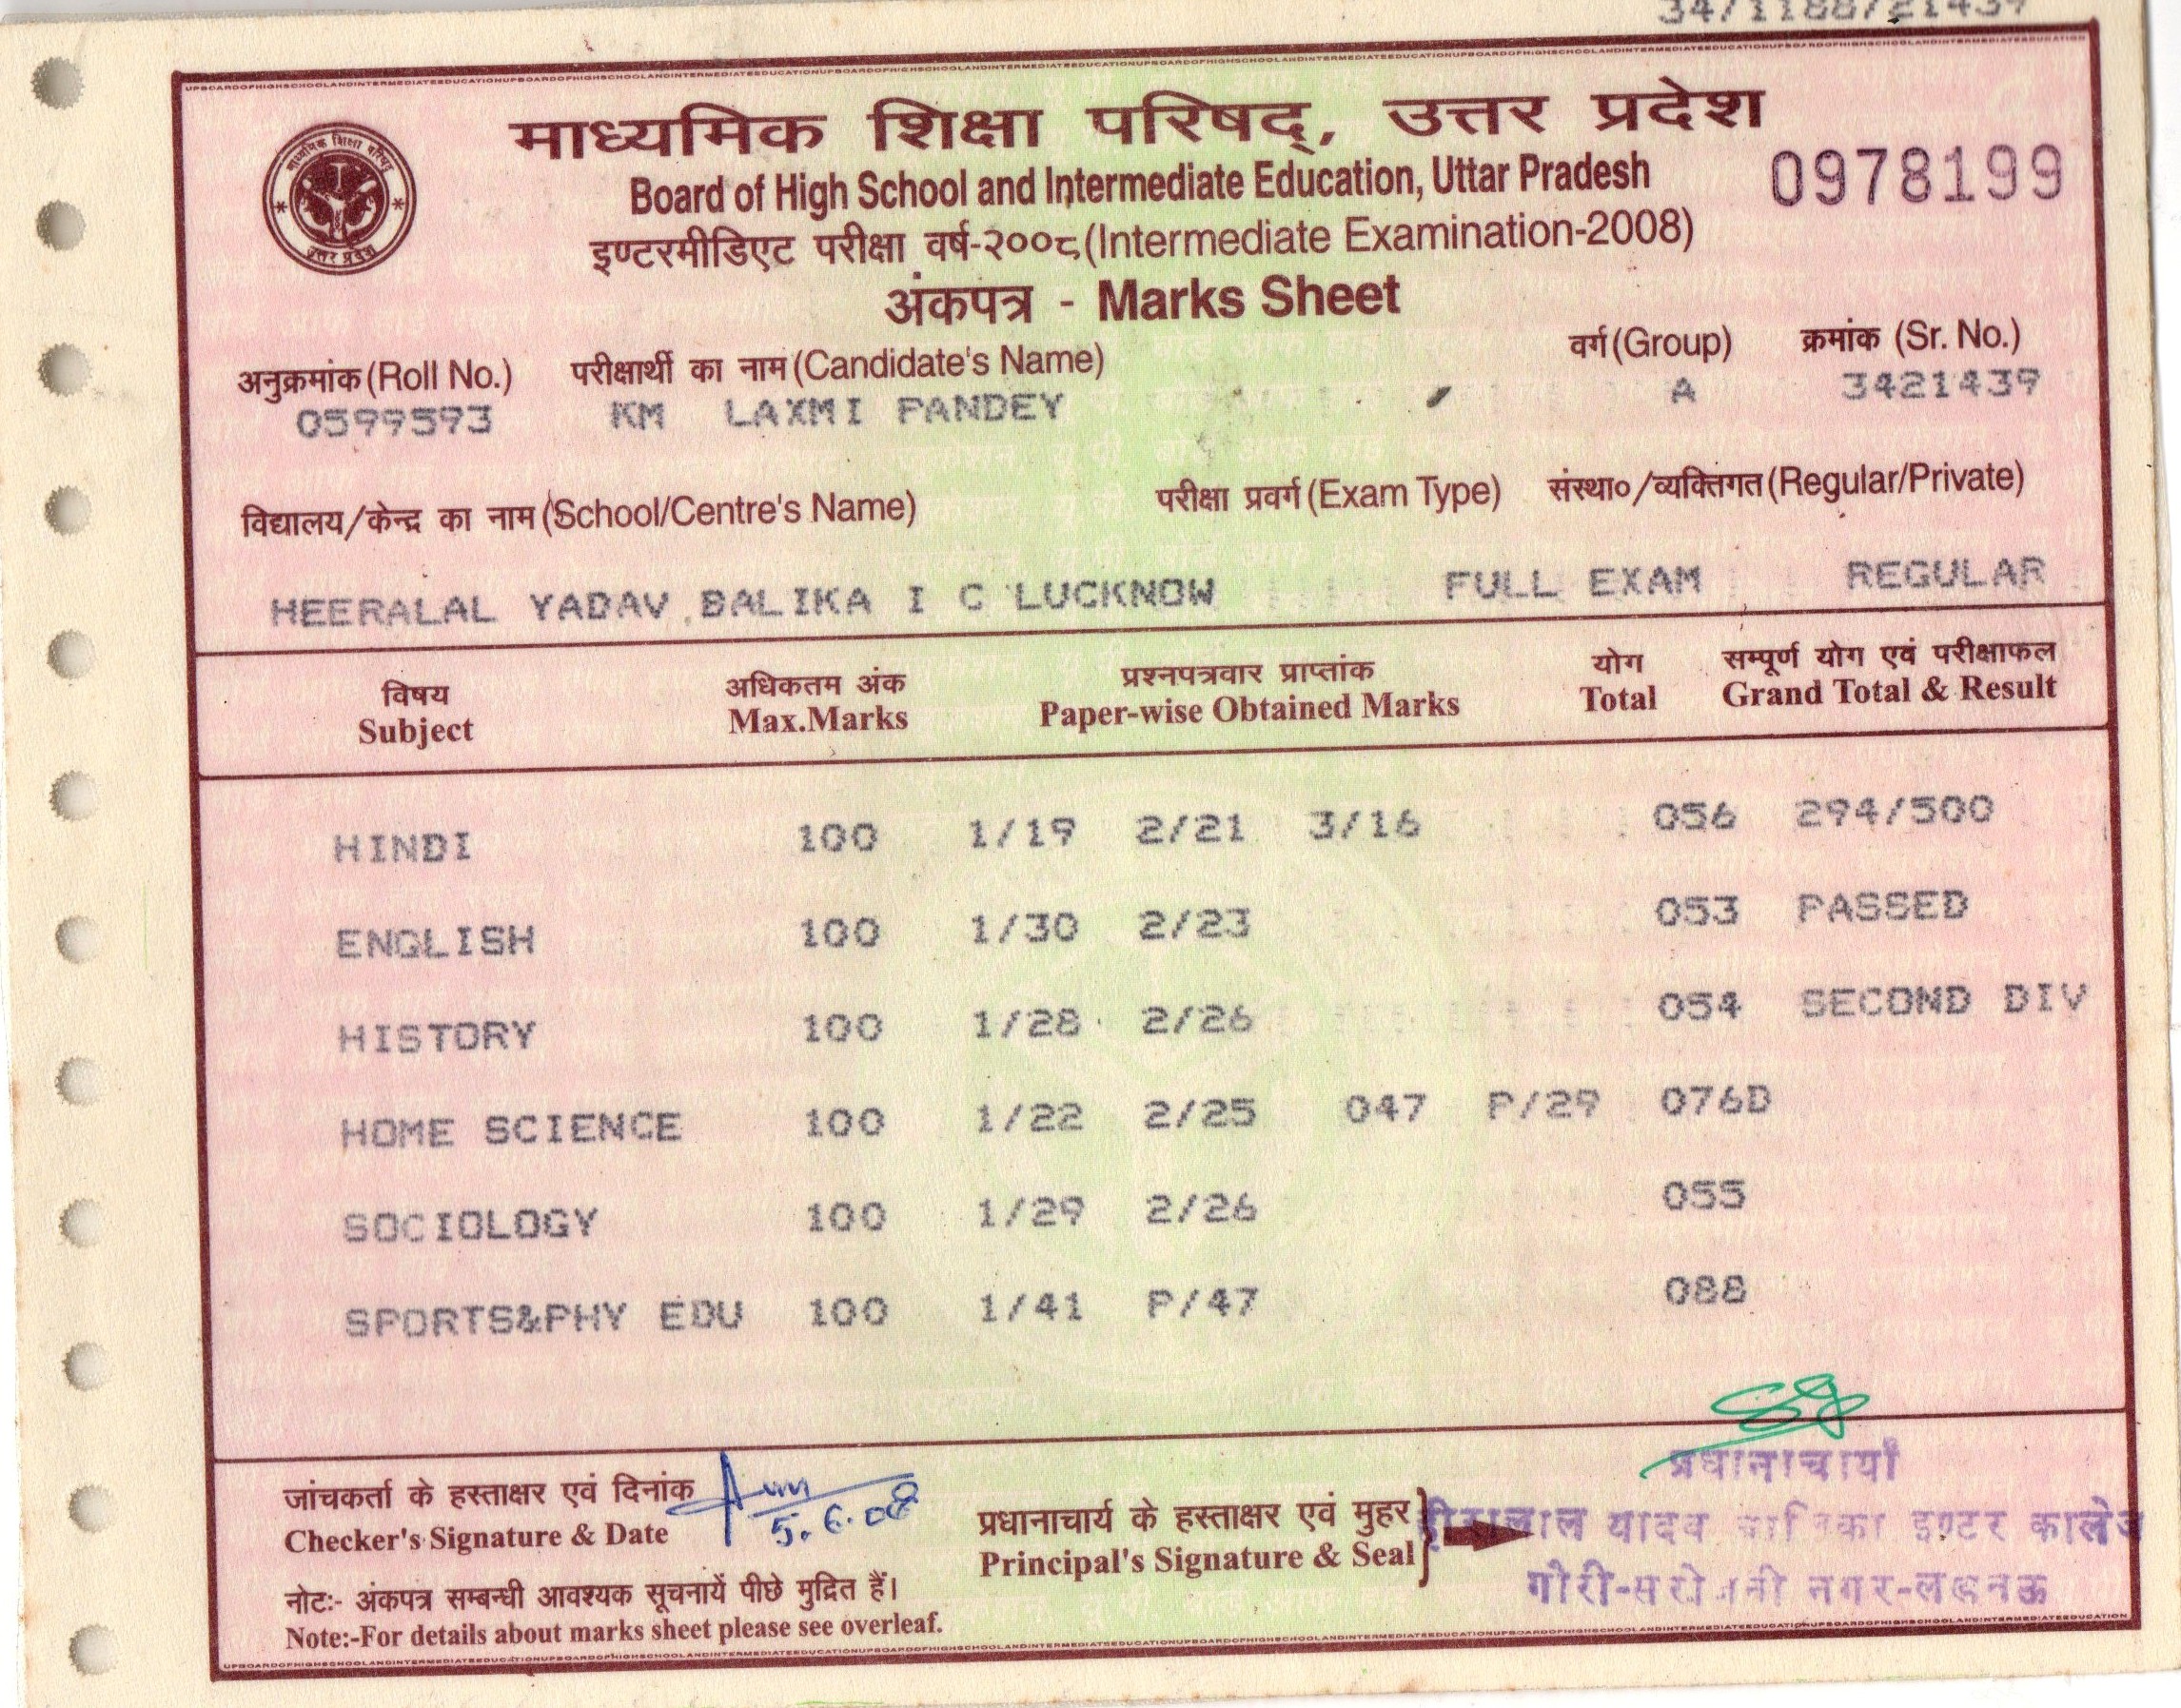 34/1188/21439
माध्यमिक शिक्षा परिषद्, उत्तर प्रदेश
Board of High School and Intermediate Education, Uttar Pradesh
0978199
इण्टरमीडिएट परीक्षा वर्ष-२००८ (Intermediate Examination-2008)
अंकपत्र - Marks Sheet
माध्यमिक शिक्षा परिषद्
उत्तर प्रदेश
अनुक्रमांक (Roll No.) परीक्षार्थी का नाम (Candidate's Name) वर्ग (Group) क्रमांक (Sr. No.)
0599593 KM LAXMI PANDEY A 3421439
विद्यालय/केन्द्र का नाम (School/Centre's Name) परीक्षा प्रवर्ग (Exam Type) संस्था०/व्यक्तिगत (Regular/Private)
HEERALAL YADAV BALIKA I C LUCKNOW FULL EXAM REGULAR
विषय अधिकतम अंक प्रश्नपत्रवार प्राप्तांक योग सम्पूर्ण योग एवं परीक्षाफल
Subject Max.Marks Paper-wise Obtained Marks Total Grand Total & Result
HINDI 100 1/19 2/21 3/16 056 294/500
ENGLISH 100 1/30 2/23 053 PASSED
HISTORY 100 1/28 2/26 054 SECOND DIV
HOME SCIENCE 100 1/22 2/25 047 P/29 076D
SOCIOLOGY 100 1/29 2/26 055
SPORTS&PHY EDU 100 1/41 P/47 088
जांचकर्ता के हस्ताक्षर एवं दिनांक
Checker's Signature & Date
5.6.08
प्रधानाचार्य के हस्ताक्षर एवं मुहर
Principal's Signature & Seal
प्रधानाचार्या
हीरालाल यादव बालिका इण्टर कालेज
गौरी-सरोजनी नगर-लखनऊ
नोटः- अंकपत्र सम्बन्धी आवश्यक सूचनायें पीछे मुद्रित हैं।
Note:-For details about marks sheet please see overleaf.